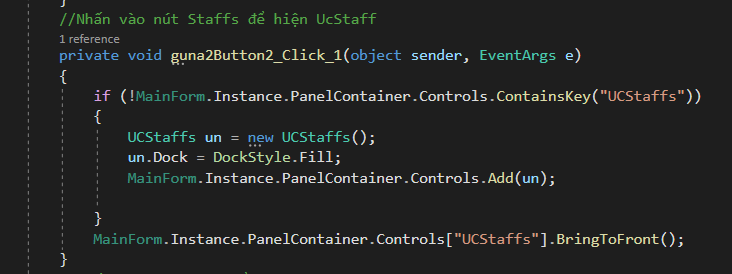 }
//Nhấn vào nút Staffs để hiện UcStaff
1 reference
private void guna2Button2_Click_1(object sender, EventArgs e)
{
if (!MainForm.Instance.PanelContainer.Controls.ContainsKey("UCStaffs"))
{
UCStaffs un = new UCStaffs();
un.Dock = DockStyle.Fill;
MainForm.Instance.PanelContainer.Controls.Add(un);
}
MainForm.Instance.PanelContainer.Controls["UCStaffs"].BringToFront();
}